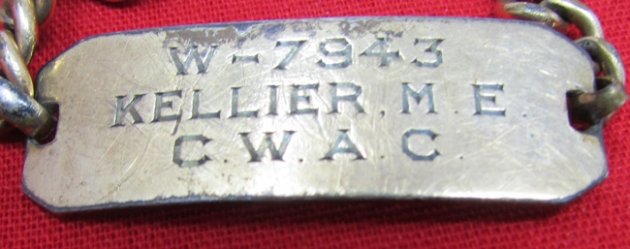 W-7943
KELLIER. M. E.
C. W. A. C.